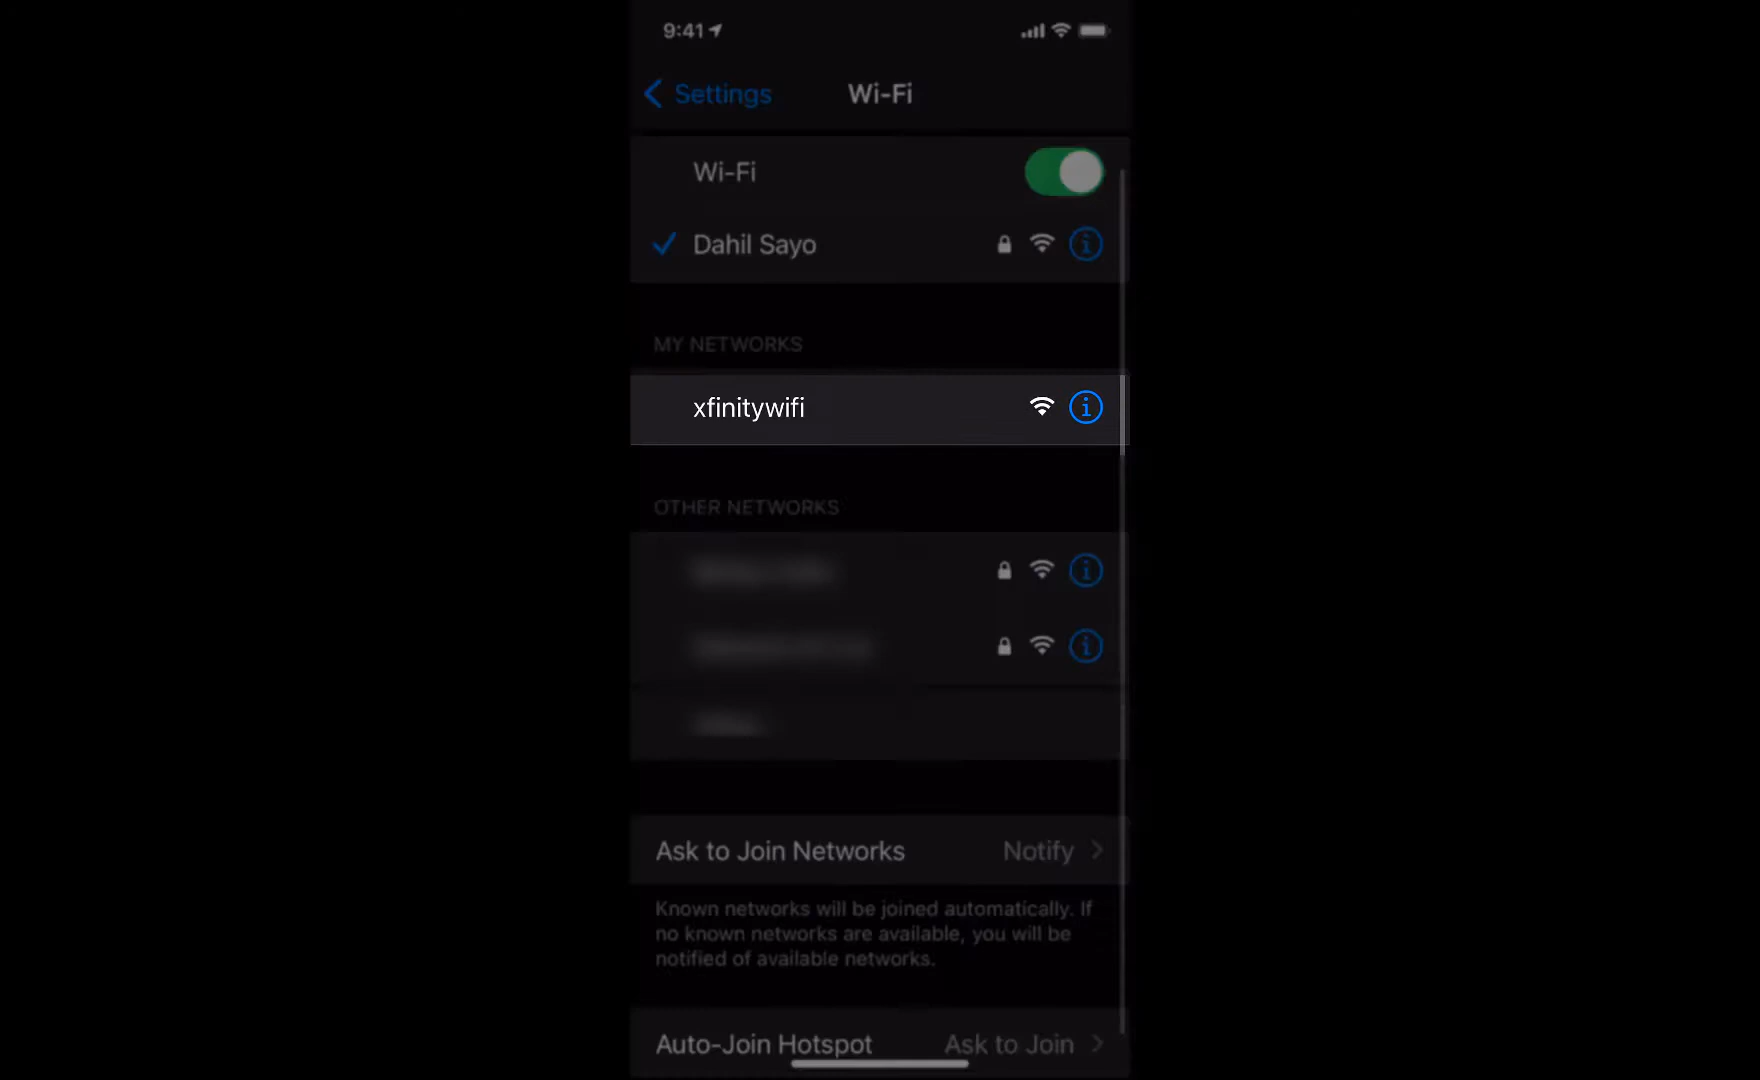 9:41
Settings
Wi-Fi
Wi-Fi
Dahil Sayo
MY NETWORKS
xfinitywifi
OTHER NETWORKS
Ask to Join Networks
Notify
Known networks will be joined automatically. If
no known networks are available, you will be
notified of available networks.
Auto-Join Hotspot
Ask to Join